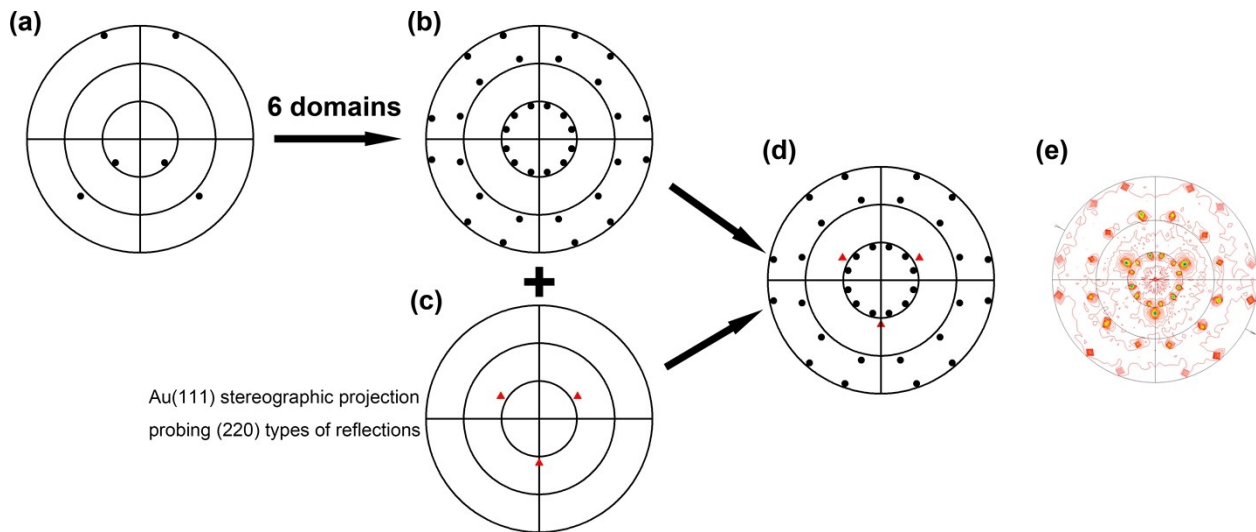 (a)
(b)
6 domains
(d)
(e)
(c)
Au(111) stereographic projection
probing (220) types of reflections